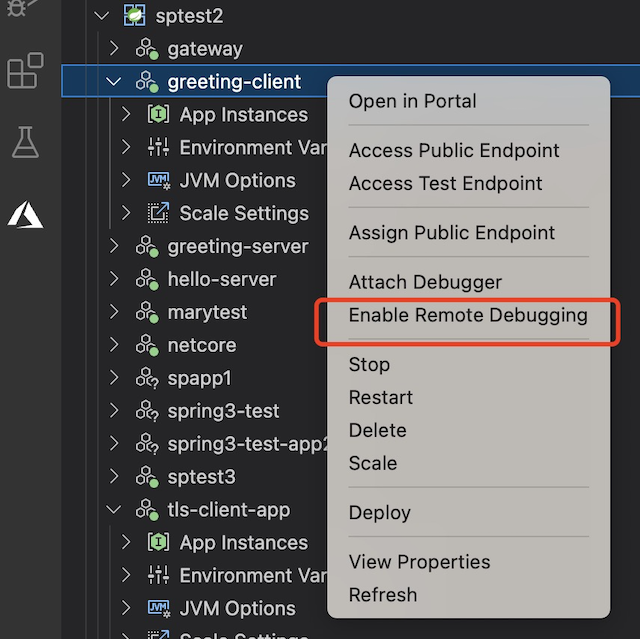 sptest2
gateway
greeting-client
App Instances
Environment Var
JVM Options
Scale Settings
greeting-server
hello-server
marytest
netcore
spapp1
spring3-test
spring3-test-app2
sptest3
tls-client-app
App Instances
Environment Var
JVM Options
Scale Settings
Open in Portal
Access Public Endpoint
Access Test Endpoint
Assign Public Endpoint
Attach Debugger
Enable Remote Debugging
Stop
Restart
Delete
Scale
Deploy
View Properties
Refresh